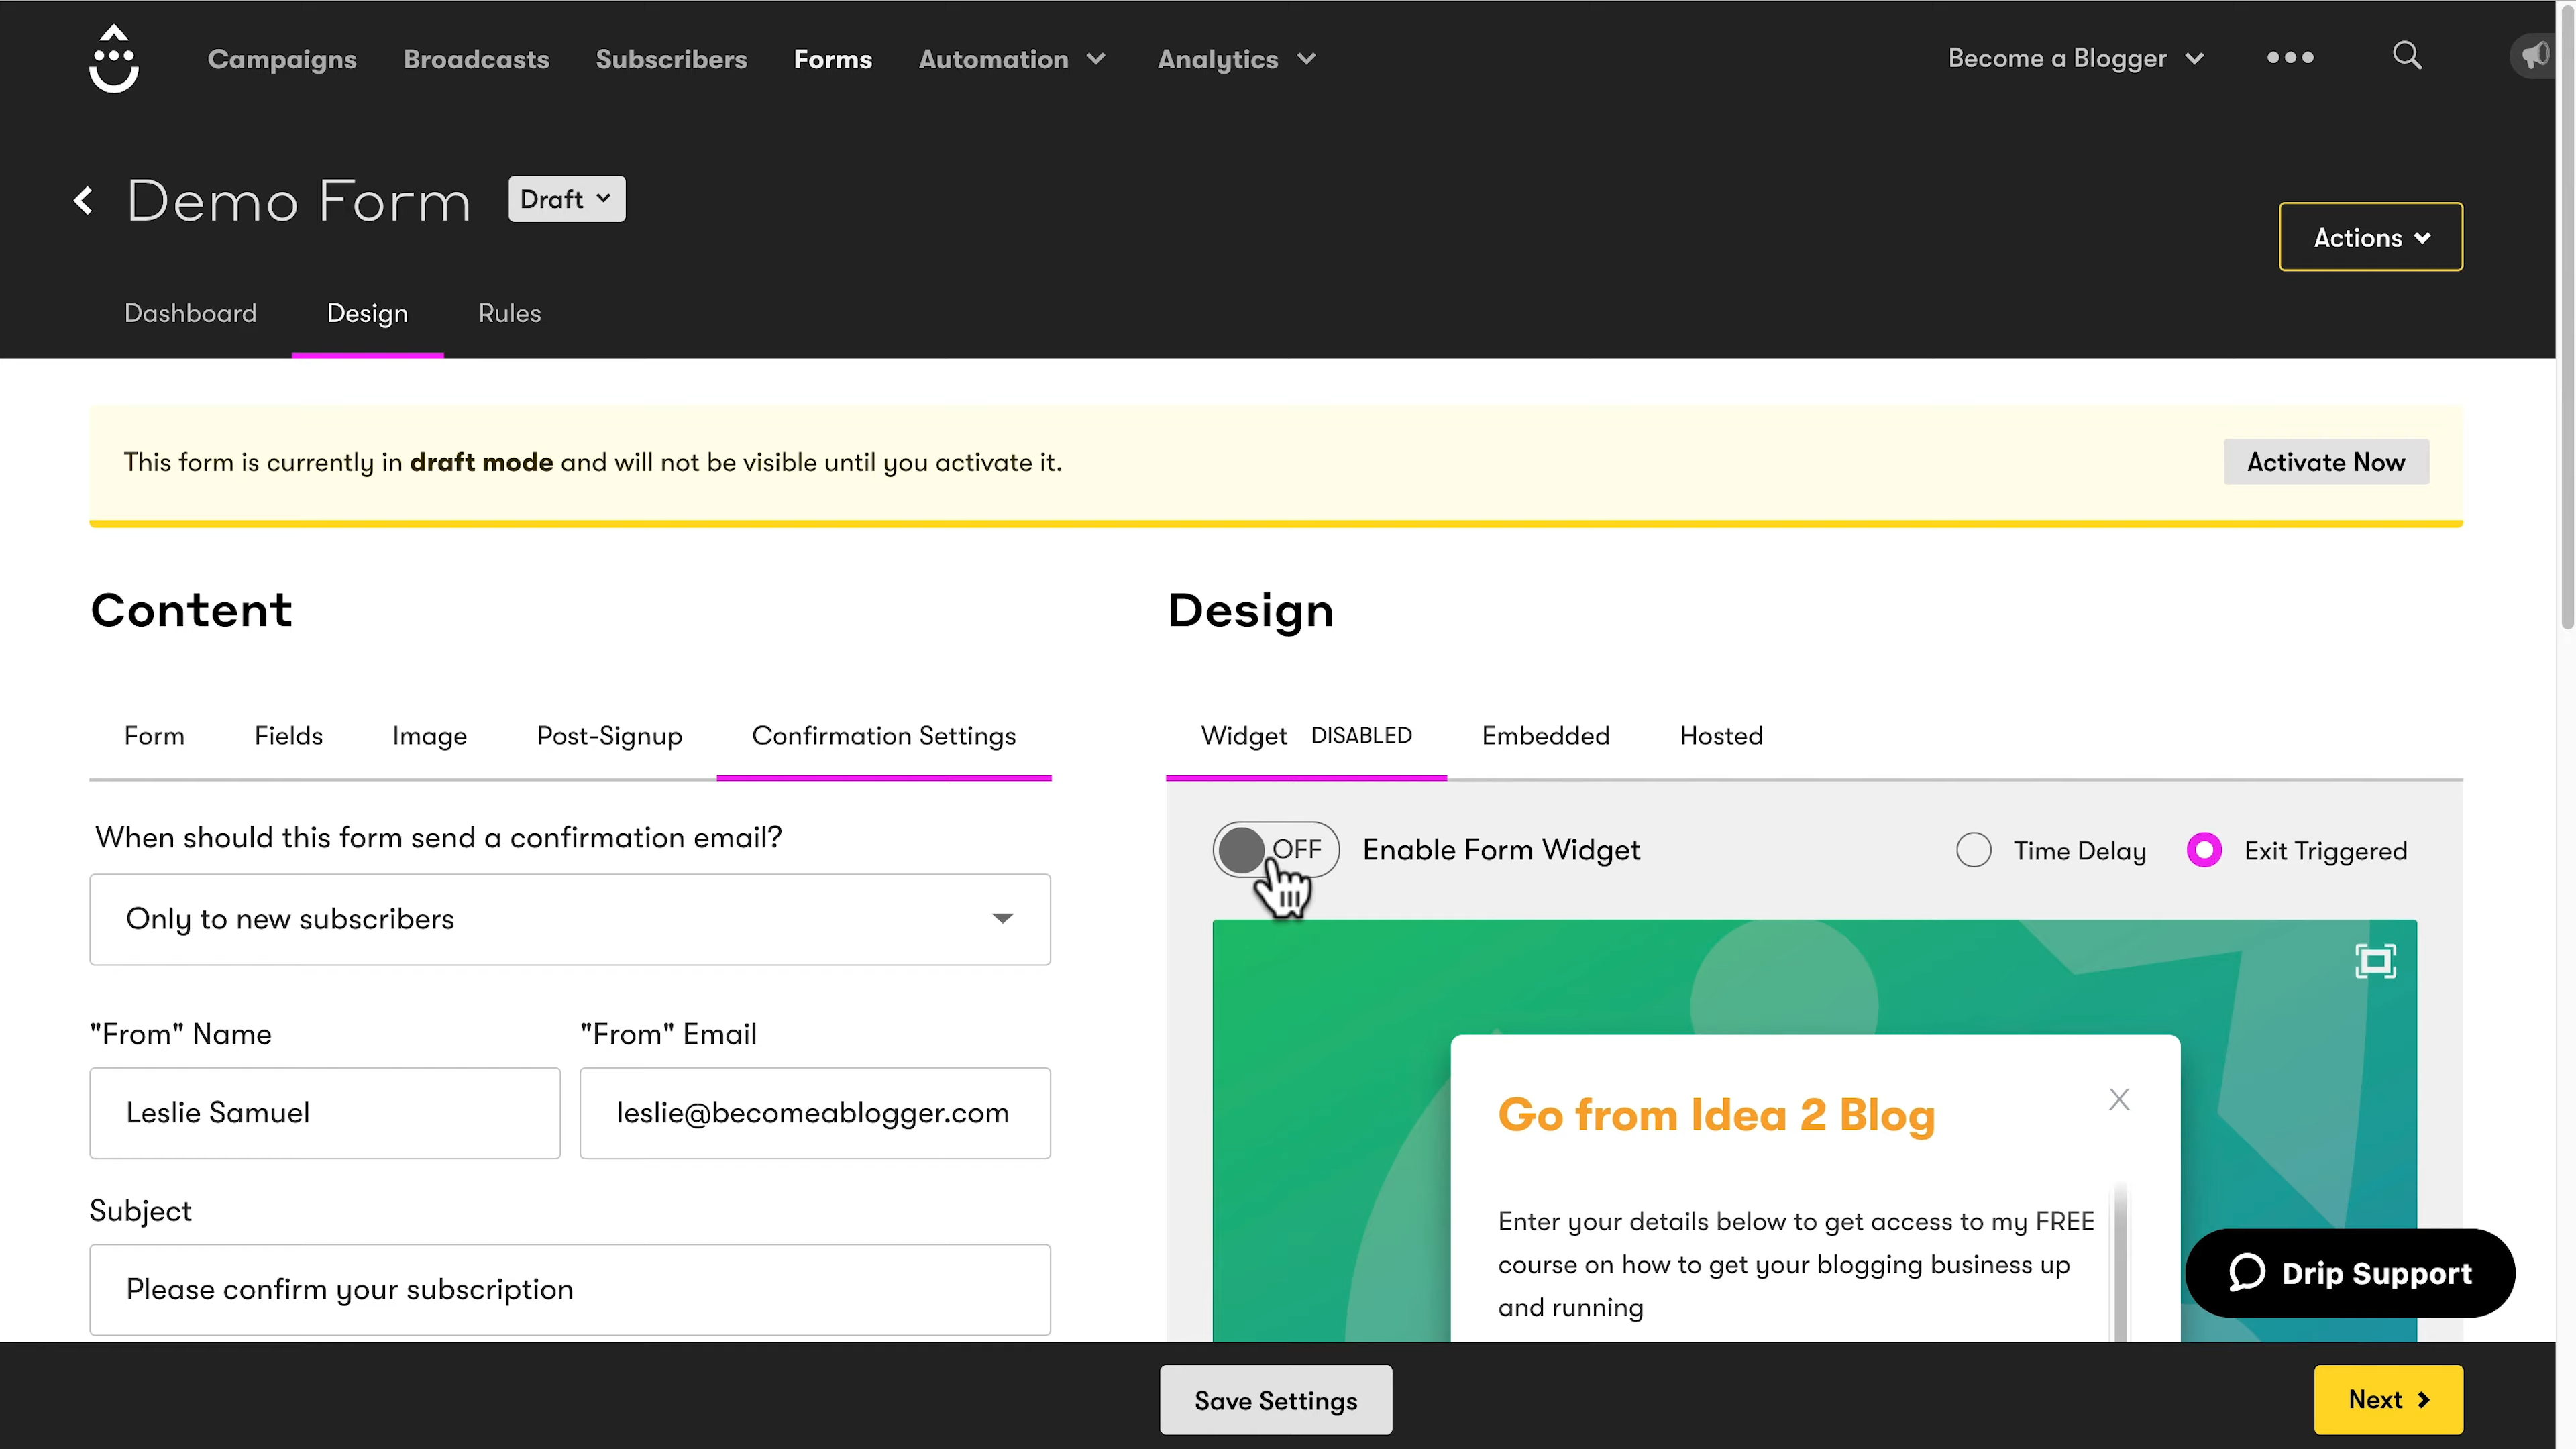 Campaigns Broadcasts Subscribers Forms Automation Analytics Become a Blogger
Demo Form Draft
Actions
Dashboard Design Rules
This form is currently in draft mode and will not be visible until you activate it. Activate Now
Content
Design
Form Fields Image Post-Signup Confirmation Settings
Widget DISABLED Embedded Hosted
When should this form send a confirmation email?
Only to new subscribers
"From" Name "From" Email
Leslie Samuel leslie@becomeablogger.com
Subject
Please confirm your subscription
OFF Enable Form Widget Time Delay Exit Triggered
Go from Idea 2 Blog
Enter your details below to get access to my FREE
course on how to get your blogging business up
and running
Drip Support
Save Settings
Next